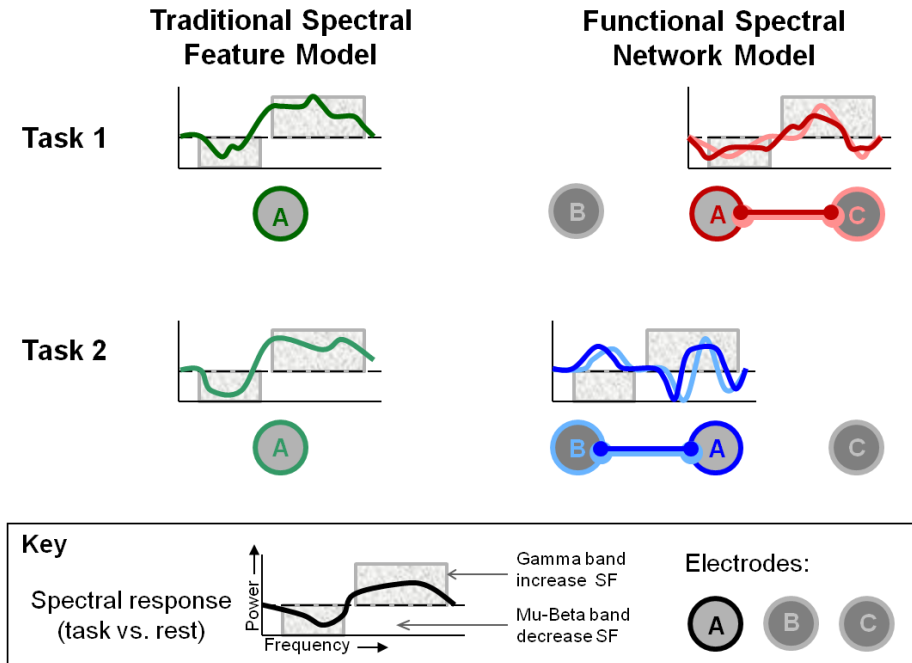 Traditional Spectral
Feature Model
Functional Spectral
Network Model
Task 1
A
B
A
C
Task 2
A
B
A
C
Key
Spectral response
(task vs. rest)
Power
Frequency
Gamma band
increase SF
Mu-Beta band
decrease SF
Electrodes:
A
B
C